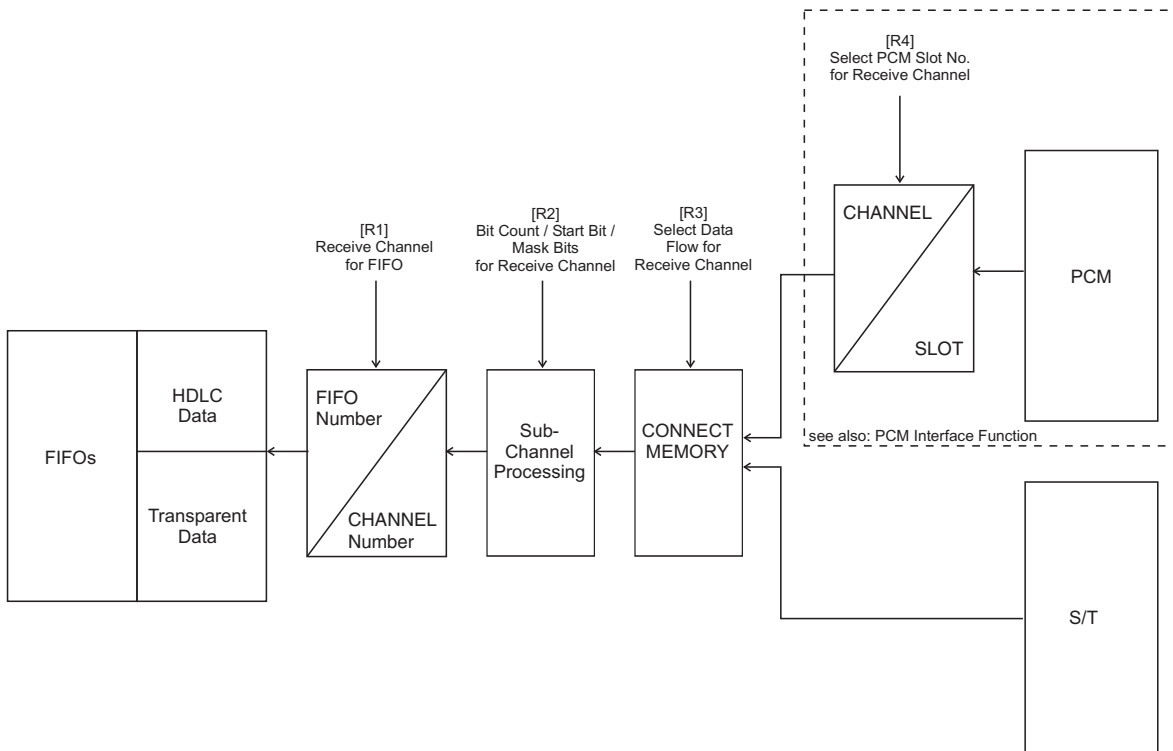 [R4]
Select PCM Slot No.
for Receive Channel
CHANNEL
SLOT
PCM
see also: PCM Interface Function
[R1]
Receive Channel
for FIFO
[R2]
Bit Count / Start Bit /
Mask Bits
for Receive Channel
[R3]
Select Data
Flow for
Receive Channel
FIFOs
HDLC
Data
Transparent
Data
FIFO
Number
CHANNEL
Number
Sub-
Channel
Processing
CONNECT
MEMORY
S/T